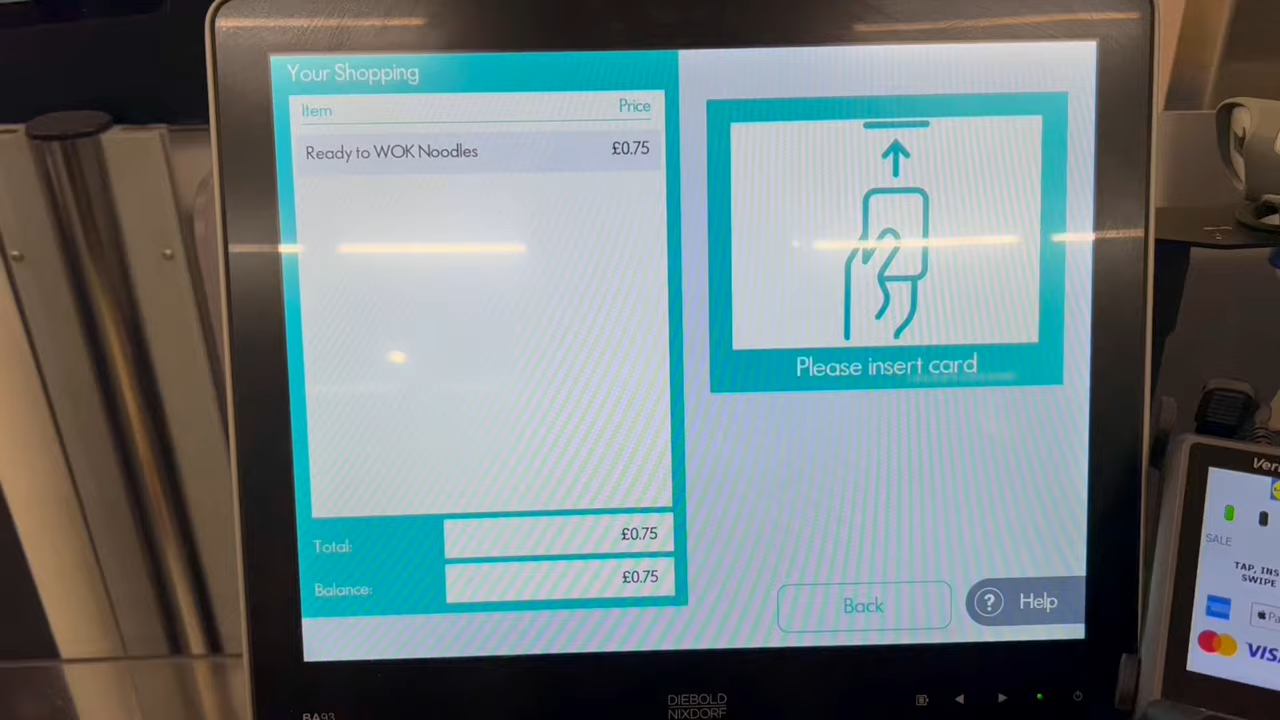 Your Shopping
Item Price
Ready to WOK Noodles £0.75
Total: £0.75
Balance: £0.75
Please insert card
Back
? Help
DIEBOLD
NIXDORF
BA93
SALE
TAP, INS
SWIPE
VISA